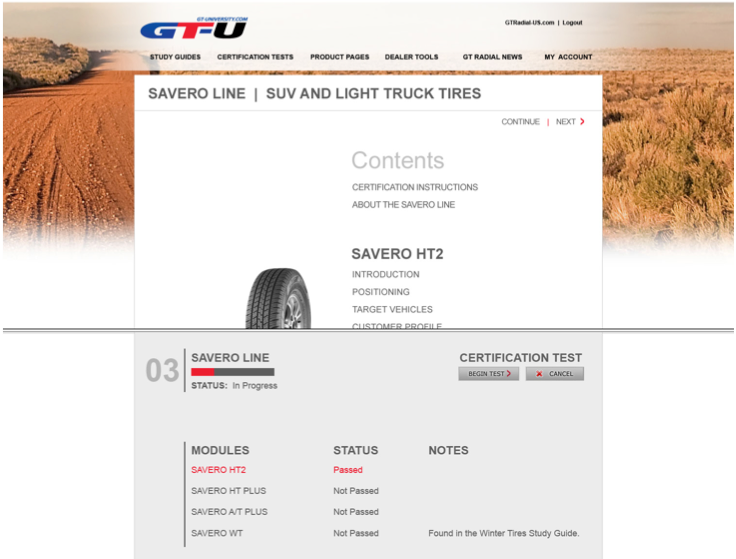 GT-UNIVERSITY.COM
GT-U
GTRadial-US.com | Logout
STUDY GUIDES CERTIFICATION TESTS PRODUCT PAGES DEALER TOOLS GT RADIAL NEWS MY ACCOUNT
SAVERO LINE | SUV AND LIGHT TRUCK TIRES
CONTINUE | NEXT
Contents
CERTIFICATION INSTRUCTIONS
ABOUT THE SAVERO LINE
SAVERO HT2
INTRODUCTION
POSITIONING
TARGET VEHICLES
CUSTOMER PROFILE
03 SAVERO LINE
STATUS: In Progress
CERTIFICATION TEST
BEGIN TEST CANCEL
MODULES STATUS NOTES
SAVERO HT2 Passed
SAVERO HT PLUS Not Passed
SAVERO A/T PLUS Not Passed
SAVERO WT Not Passed Found in the Winter Tires Study Guide.